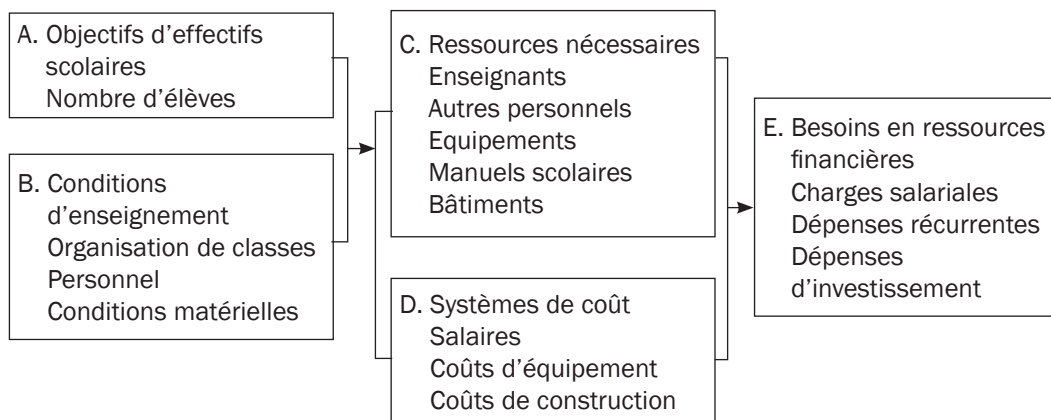 A. Objectifs d'effectifs
scolaires
Nombre d'élèves
B. Conditions
d'enseignement
Organisation de classes
Personnel
Conditions matérielles
C. Ressources nécessaires
Enseignants
Autres personnels
Equipements
Manuels scolaires
Bâtiments
D. Systèmes de coût
Salaires
Coûts d'équipement
Coûts de construction
E. Besoins en ressources
financières
Charges salariales
Dépenses récurrentes
Dépenses
d'investissement